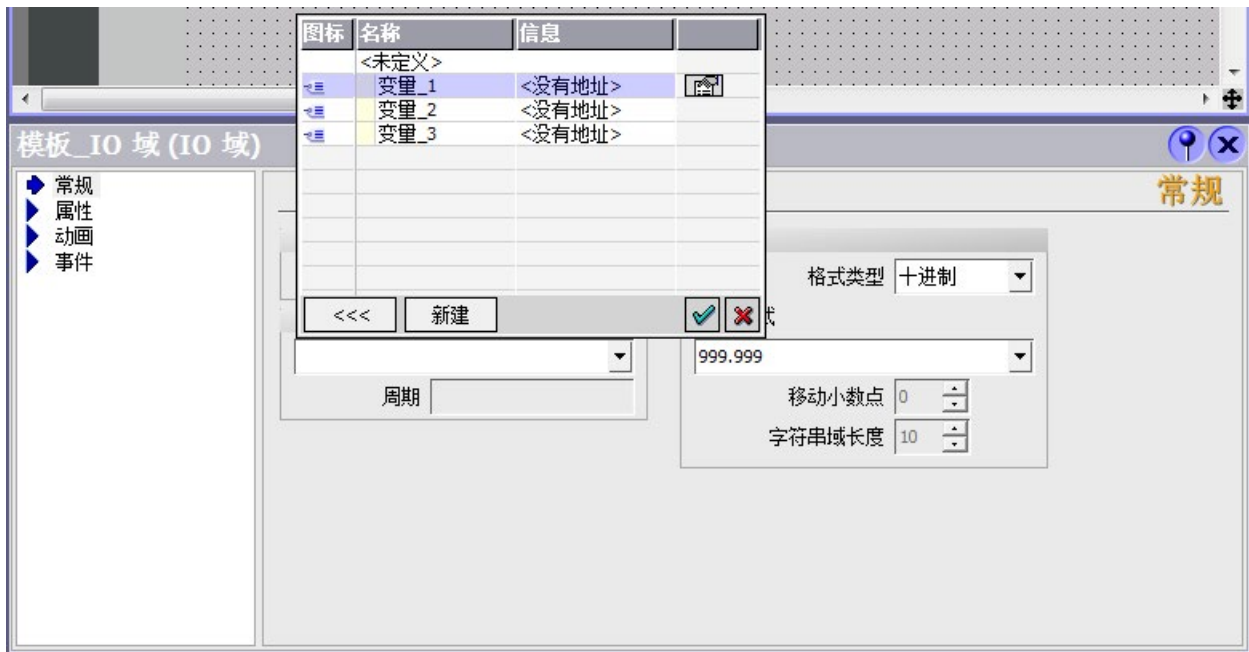 图标 名称 信息
<未定义>
变量_1 <没有地址>
变量_2 <没有地址>
变量_3 <没有地址>
<<< 新建
模板_IO 域 (IO 域)
常规
属性
动画
事件
常规
格式类型 十进制
式
999.999
周期
移动小数点 0
字符串域长度 10